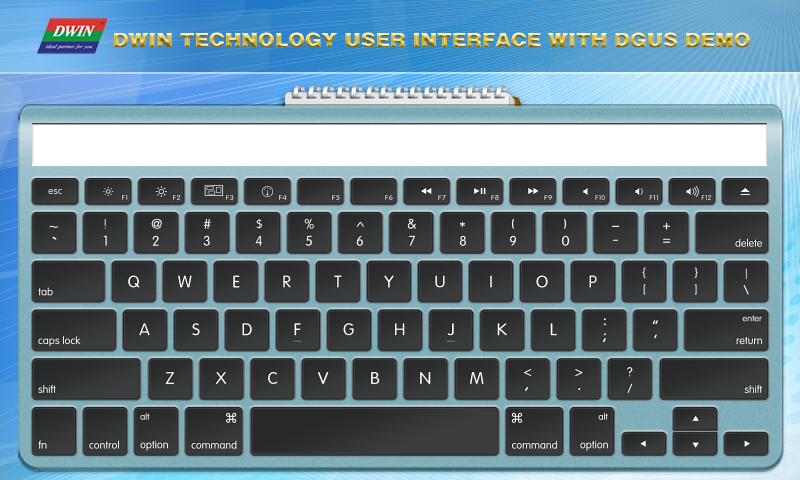 DWIN
ideal partner for you
DWIN TECHNOLOGY USER INTERFACE WITH DGUS DEMO
esc F1 F2 F3 F4 F5 F6 F7 F8 F9 F10 F11 F12
~ ! @ # $ % ^ & * ( ) _ +
` 1 2 3 4 5 6 7 8 9 0 - = delete
tab Q W E R T Y U I O P { [ } ] | \
caps lock A S D F G H J K L : ; " ' enter return
shift Z X C V B N M < , > . ? / shift
fn control alt option ⌘ command ⌘ command alt option ◀ ▲ ▼ ▶